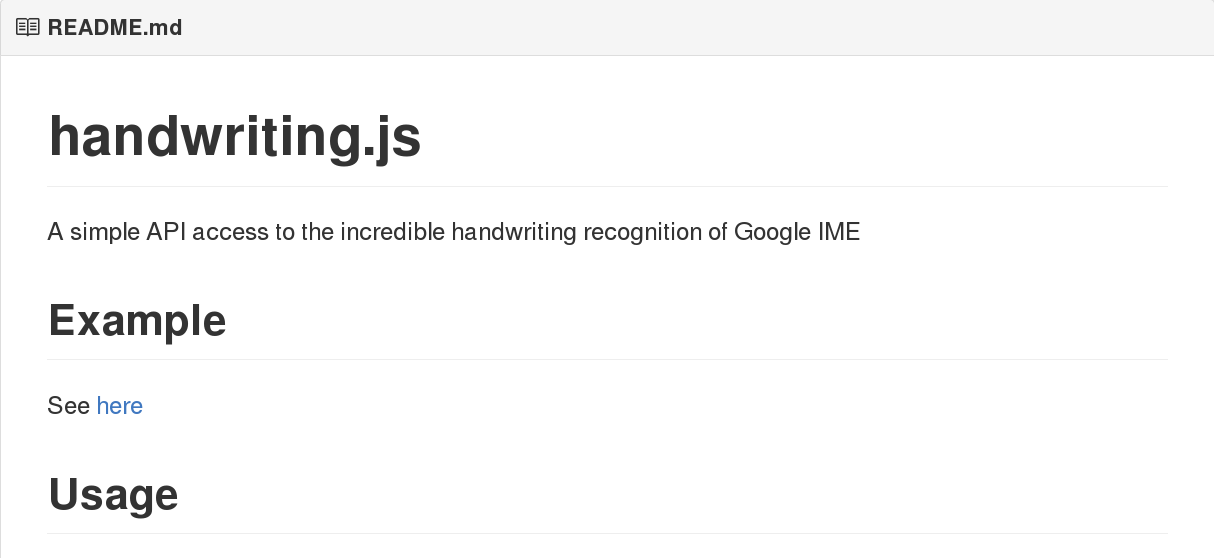 README.md
handwriting.js
A simple API access to the incredible handwriting recognition of Google IME
Example
See here
Usage